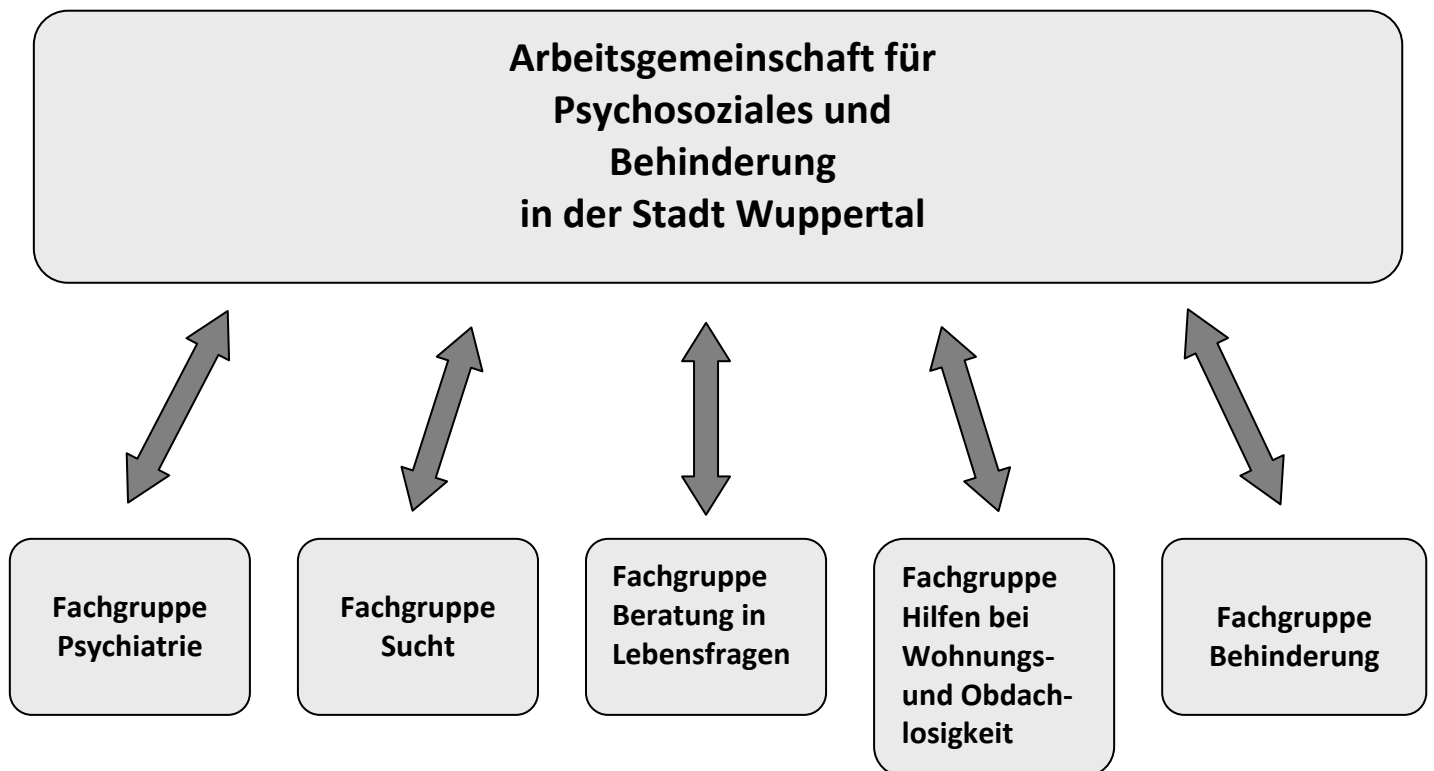 Arbeitsgemeinschaft für
Psychosoziales und
Behinderung
in der Stadt Wuppertal
Fachgruppe
Psychiatrie
Fachgruppe
Sucht
Fachgruppe
Beratung in
Lebensfragen
Fachgruppe
Hilfen bei
Wohnungs-
und Obdach-
losigkeit
Fachgruppe
Behinderung